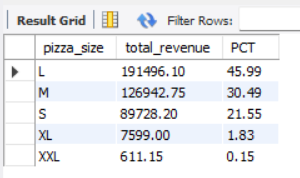 Result Grid Filter Rows:
pizza_size total_revenue PCT
L 191496.10 45.99
M 126942.75 30.49
S 89728.20 21.55
XL 7599.00 1.83
XXL 611.15 0.15